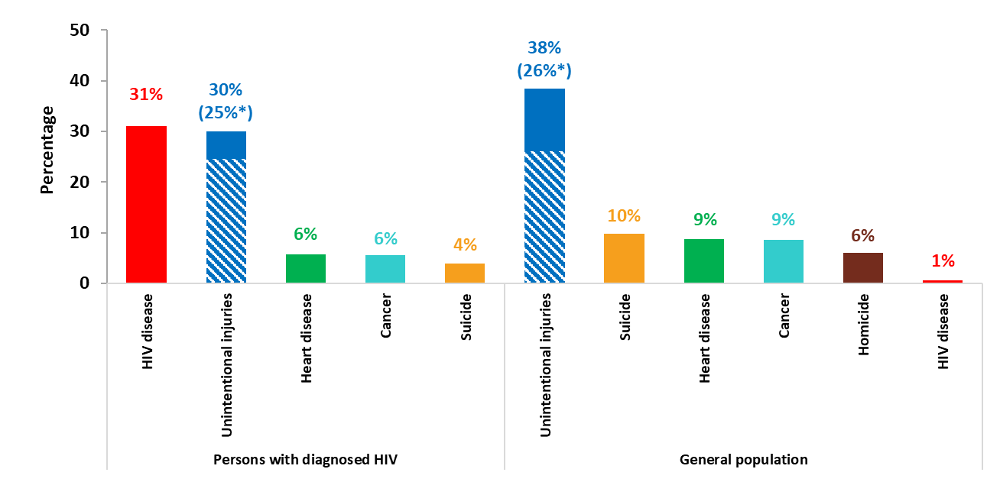 Percentage
50
40
30
20
10
0
31%
30%
(25%*)
6%
6%
4%
38%
(26%*)
10%
9%
9%
6%
1%
HIV disease
Unintentional injuries
Heart disease
Cancer
Suicide
Unintentional injuries
Suicide
Heart disease
Cancer
Homicide
HIV disease
Persons with diagnosed HIV
General population